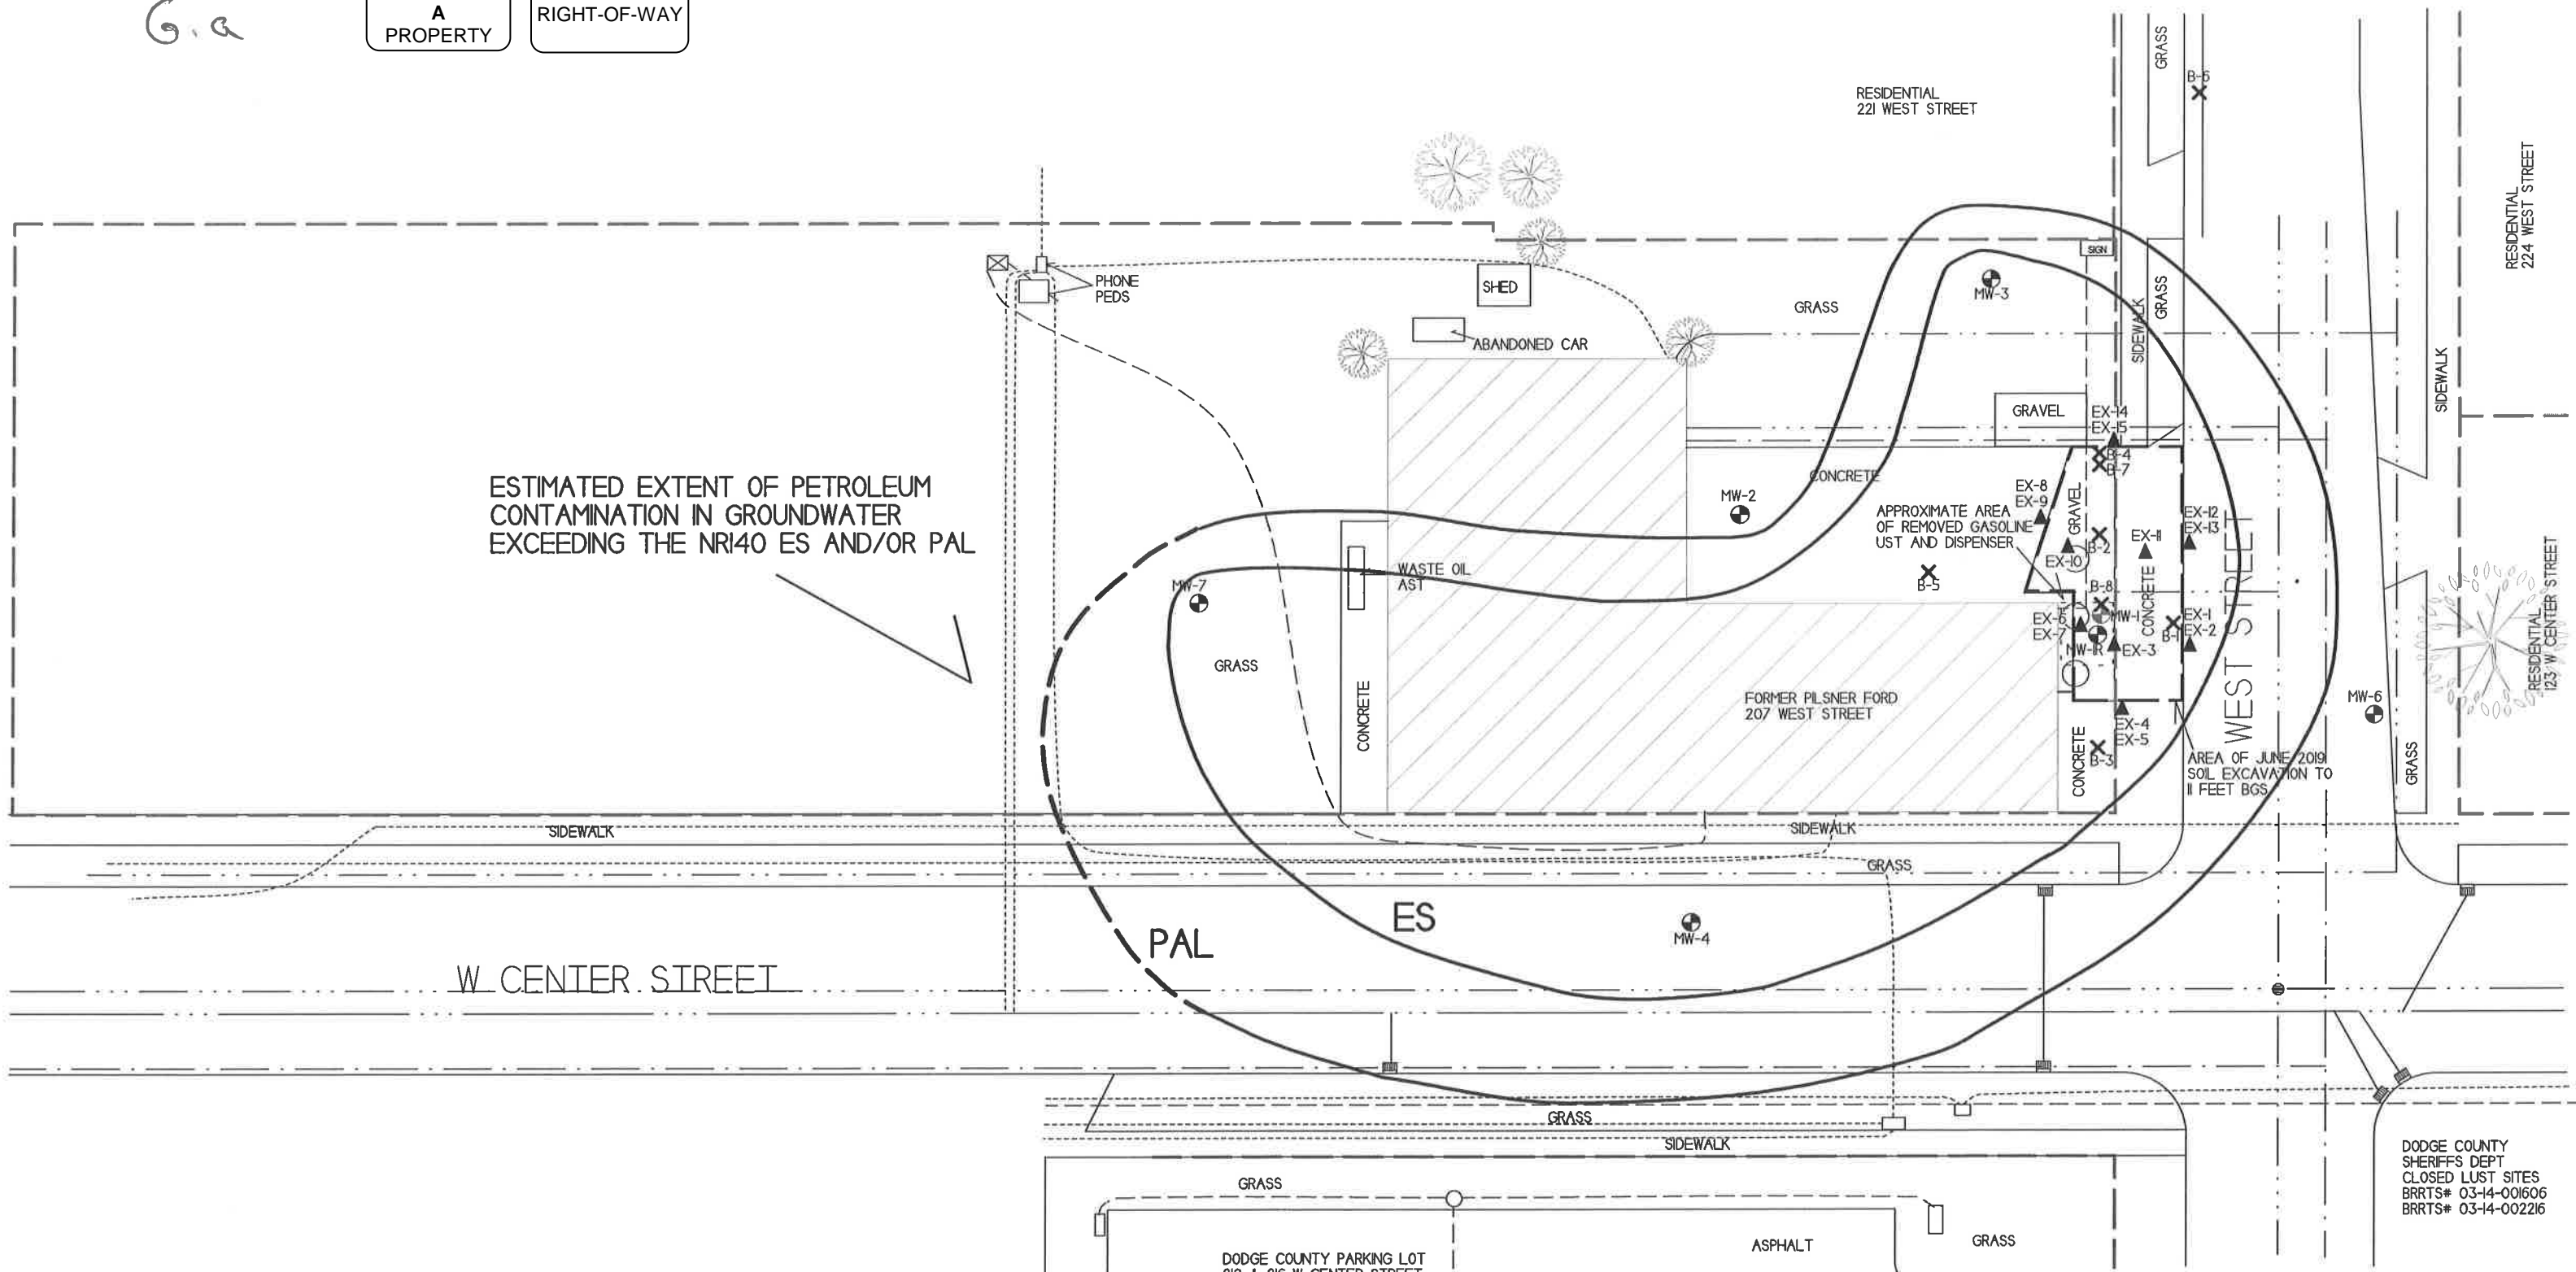 G.a
A
PROPERTY
RIGHT-OF-WAY
GRASS
B-6
RESIDENTIAL
221 WEST STREET
RESIDENTIAL
224 WEST STREET
SIGN
PHONE
PEDS
SHED
GRASS
MW-3
SIDEWALK
GRASS
ABANDONED CAR
SIDEWALK
GRAVEL
EX-14
EX-15
B-4
B-7
ESTIMATED EXTENT OF PETROLEUM
CONTAMINATION IN GROUNDWATER
EXCEEDING THE NR140 ES AND/OR PAL
CONCRETE
MW-2
EX-8
EX-9
GRAVEL
APPROXIMATE AREA
OF REMOVED GASOLINE
UST AND DISPENSER
EX-12
EX-13
EX-11
B-2
EX-10
WASTE OIL
AST
B-5
MW-7
B-8
CONCRETE
EX-6
EX-7
MW-1
B-1
EX-1
EX-2
MW-1R
EX-3
WEST STREET
RESIDENTIAL
123 W CENTER STREET
GRASS
CONCRETE
FORMER PILSNER FORD
207 WEST STREET
MW-6
EX-4
EX-5
CONCRETE
B-3
AREA OF JUNE 2019
SOIL EXCAVATION TO
11 FEET BGS
GRASS
SIDEWALK
SIDEWALK
GRASS
ES
MW-4
PAL
W CENTER STREET
GRASS
SIDEWALK
DODGE COUNTY
SHERIFFS DEPT
CLOSED LUST SITES
BRRTS# 03-14-001606
BRRTS# 03-14-002216
GRASS
ASPHALT
GRASS
DODGE COUNTY PARKING LOT